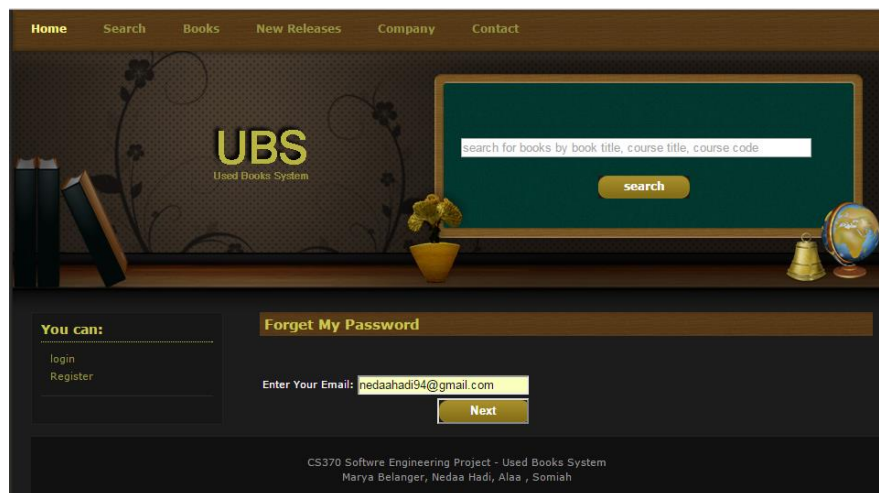 Home Search Books New Releases Company Contact
UBS
Used Books System
search for books by book title, course title, course code
search
You can:
login
Register
Forget My Password
Enter Your Email: nedaahadi94@gmail.com
Next
CS370 Softwre Engineering Project - Used Books System
Marya Belanger, Nedaa Hadi, Alaa , Somiah